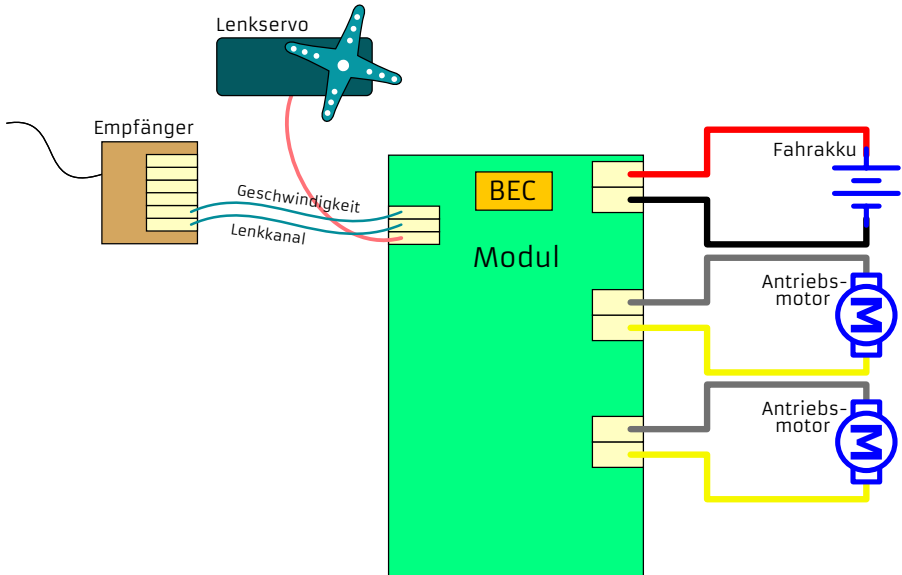 Lenkservo
Empfänger
Geschwindigkeit
Lenkkanal
BEC
Modul
Fahrakku
Antriebs-
motor
M
Antriebs-
motor
M